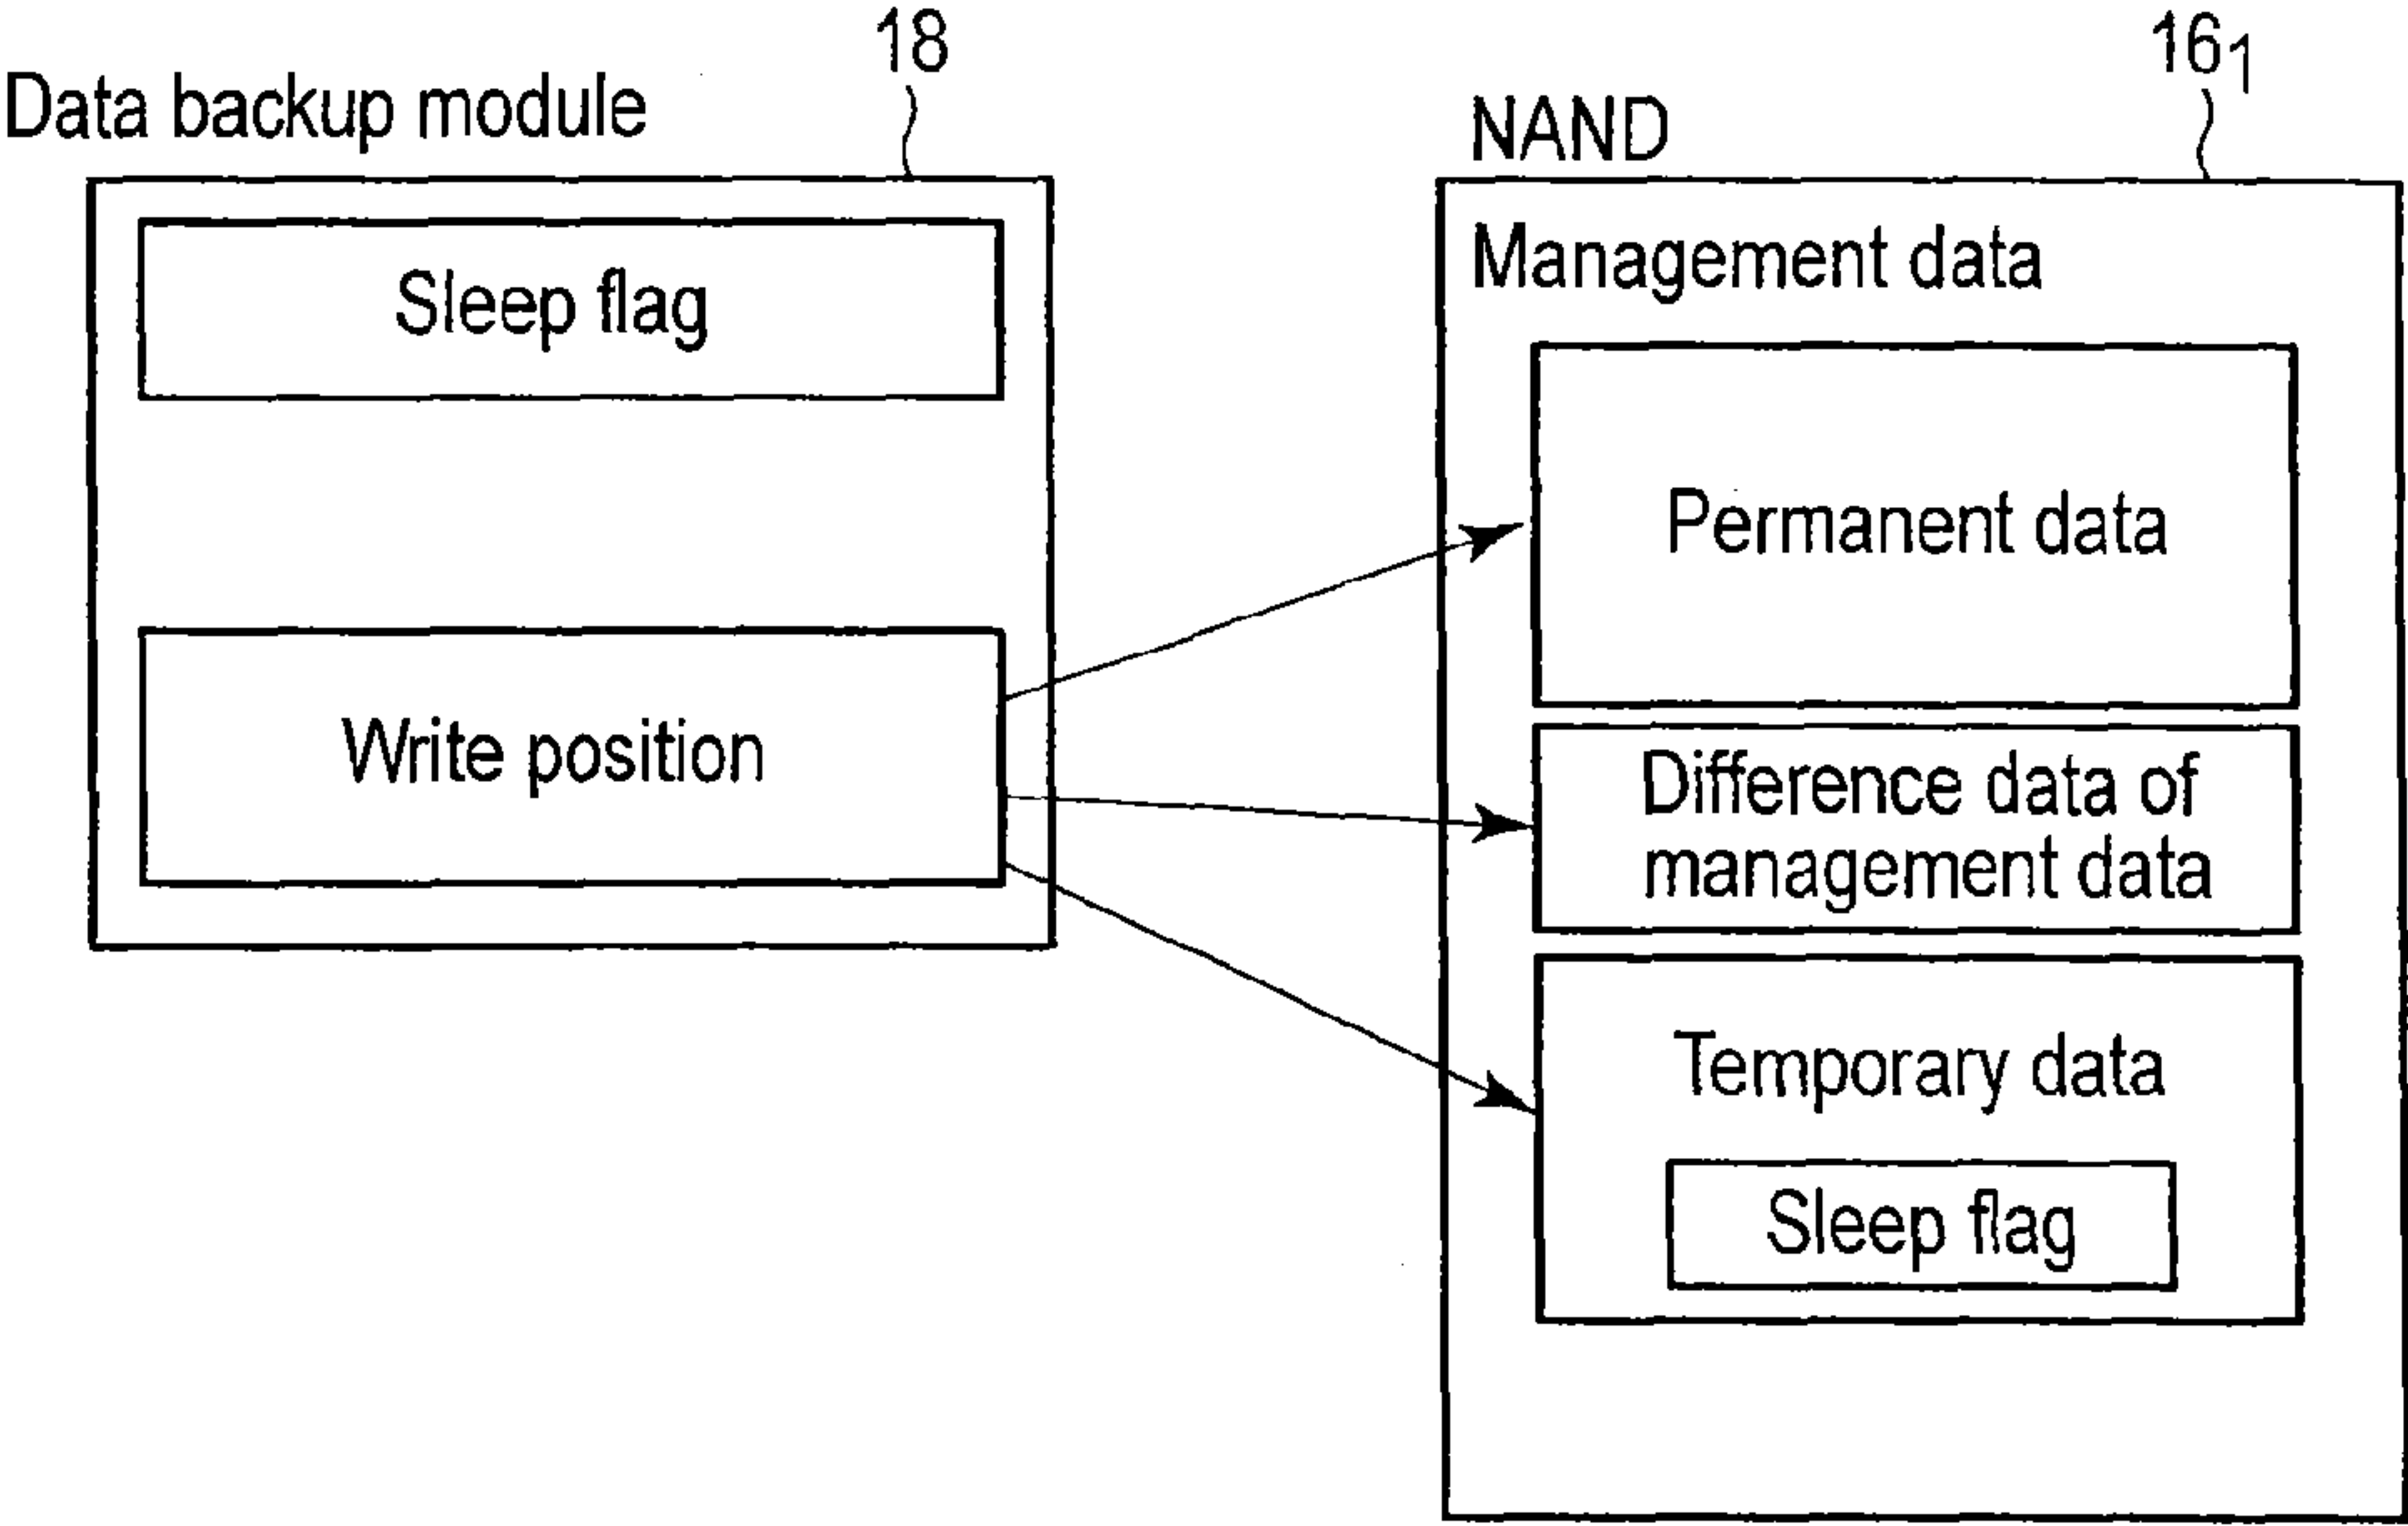 18
Data backup module
Sleep flag
Write position
16₁
NAND
Management data
Permanent data
Difference data of
management data
Temporary data
Sleep flag